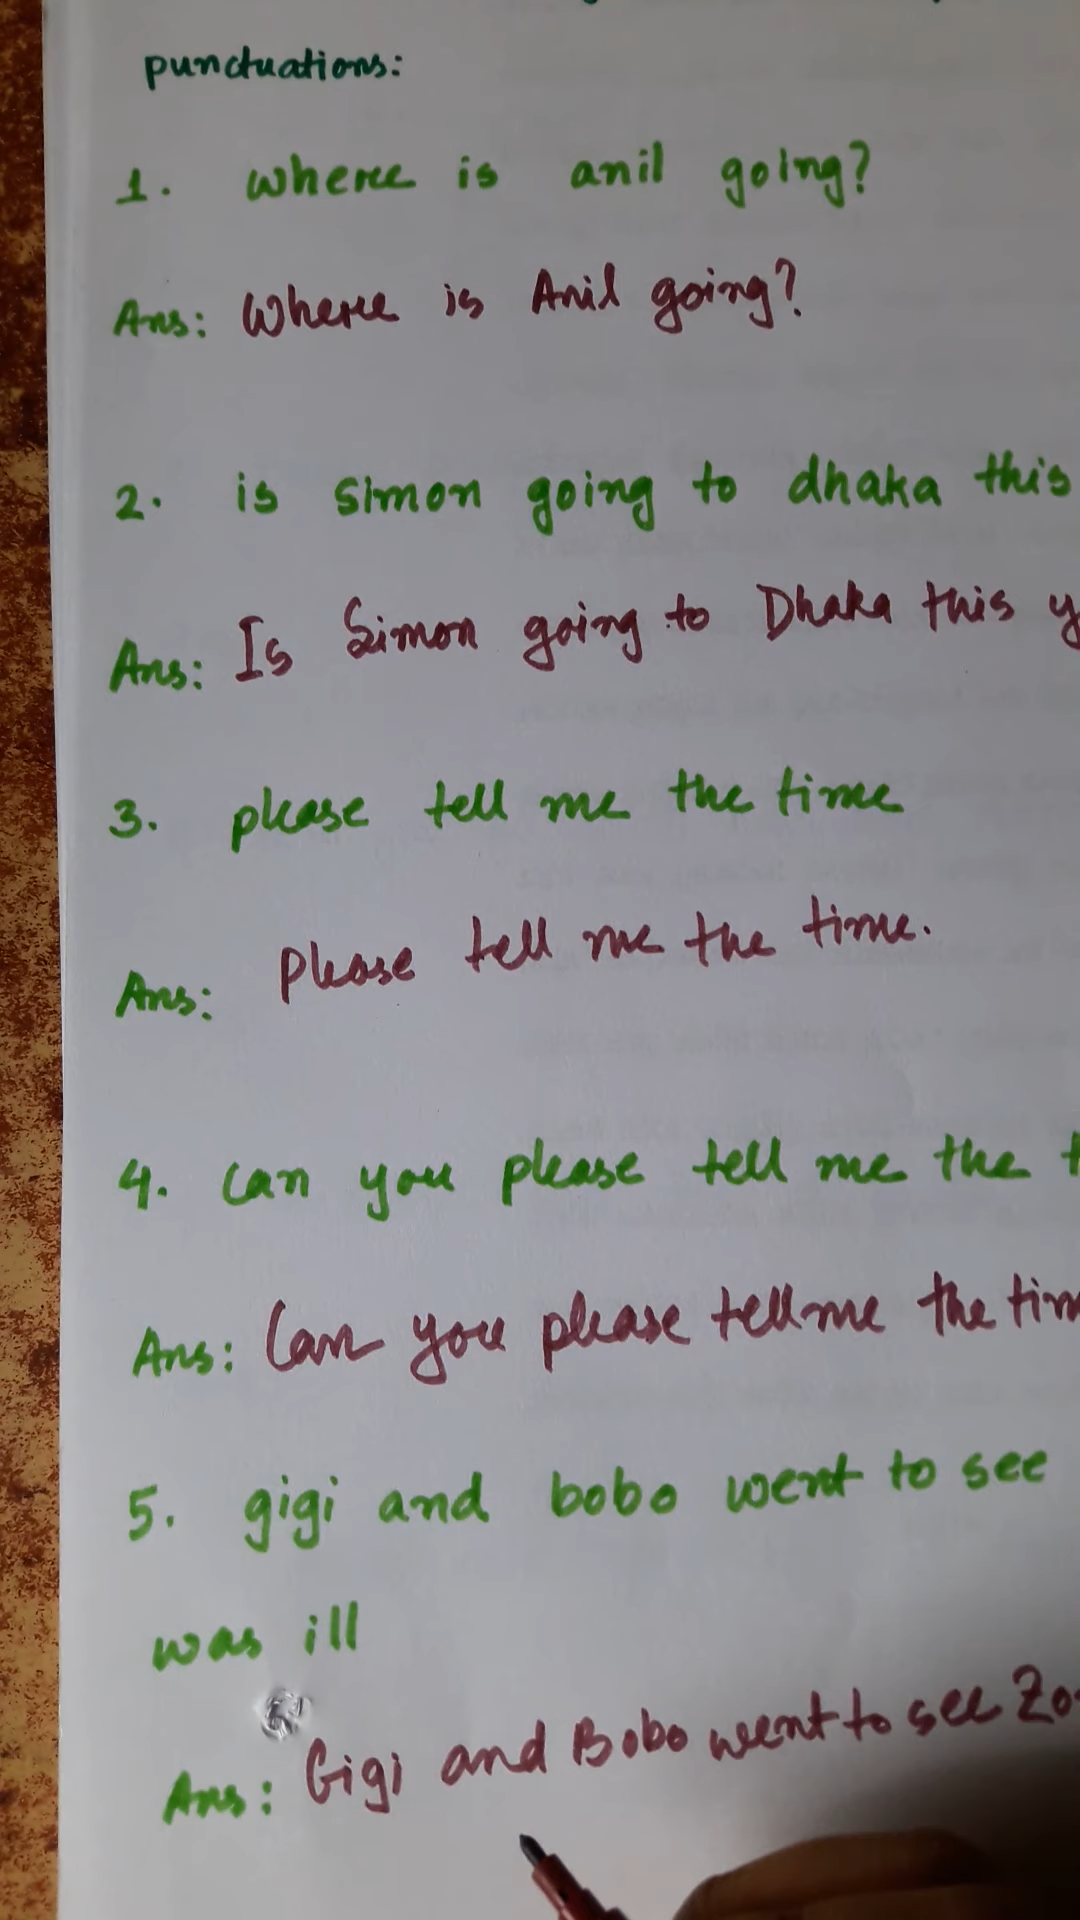 punctuations:
1. where is anil going?
Ans: Where is Anil going?
2. is simon going to dhaka this
Ans: Is Simon going to Dhaka this
3. please tell me the time
Please tell me the time.
Ans:
4. can you please tell me the
Ans: Can you please tell me the
5. gigi and bobo went to see
was ill
Ans: Gigi and Bobo went to see